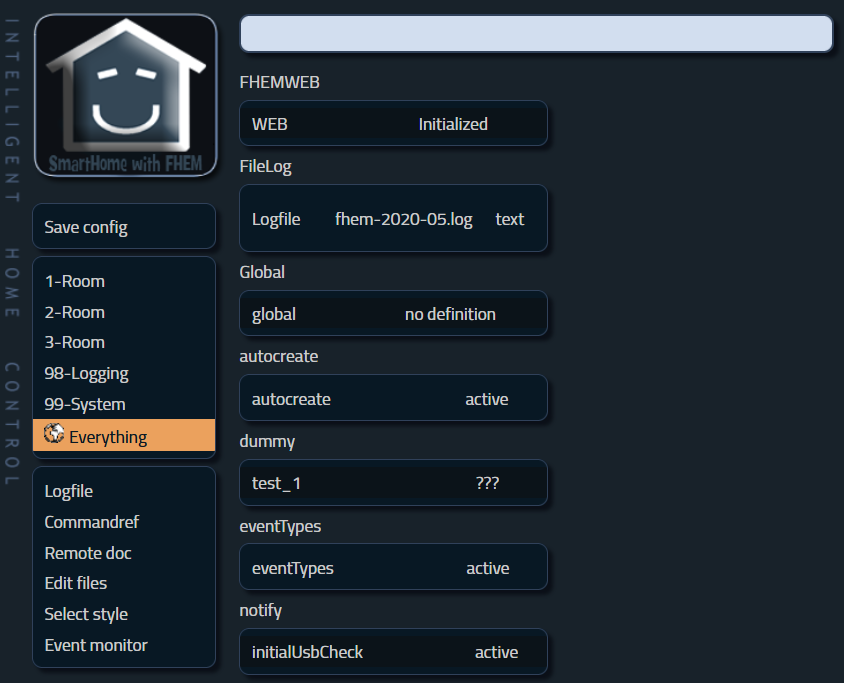 INTELLIGENT HOME CONTROL
SmartHome with FHEM
Save config
1-Room
2-Room
3-Room
98-Logging
99-System
Everything
Logfile
Commandref
Remote doc
Edit files
Select style
Event monitor
FHEMWEB
WEB Initialized
FileLog
Logfile fhem-2020-05.log text
Global
global no definition
autocreate
autocreate active
dummy
test_1 ???
eventTypes
eventTypes active
notify
initialUsbCheck active